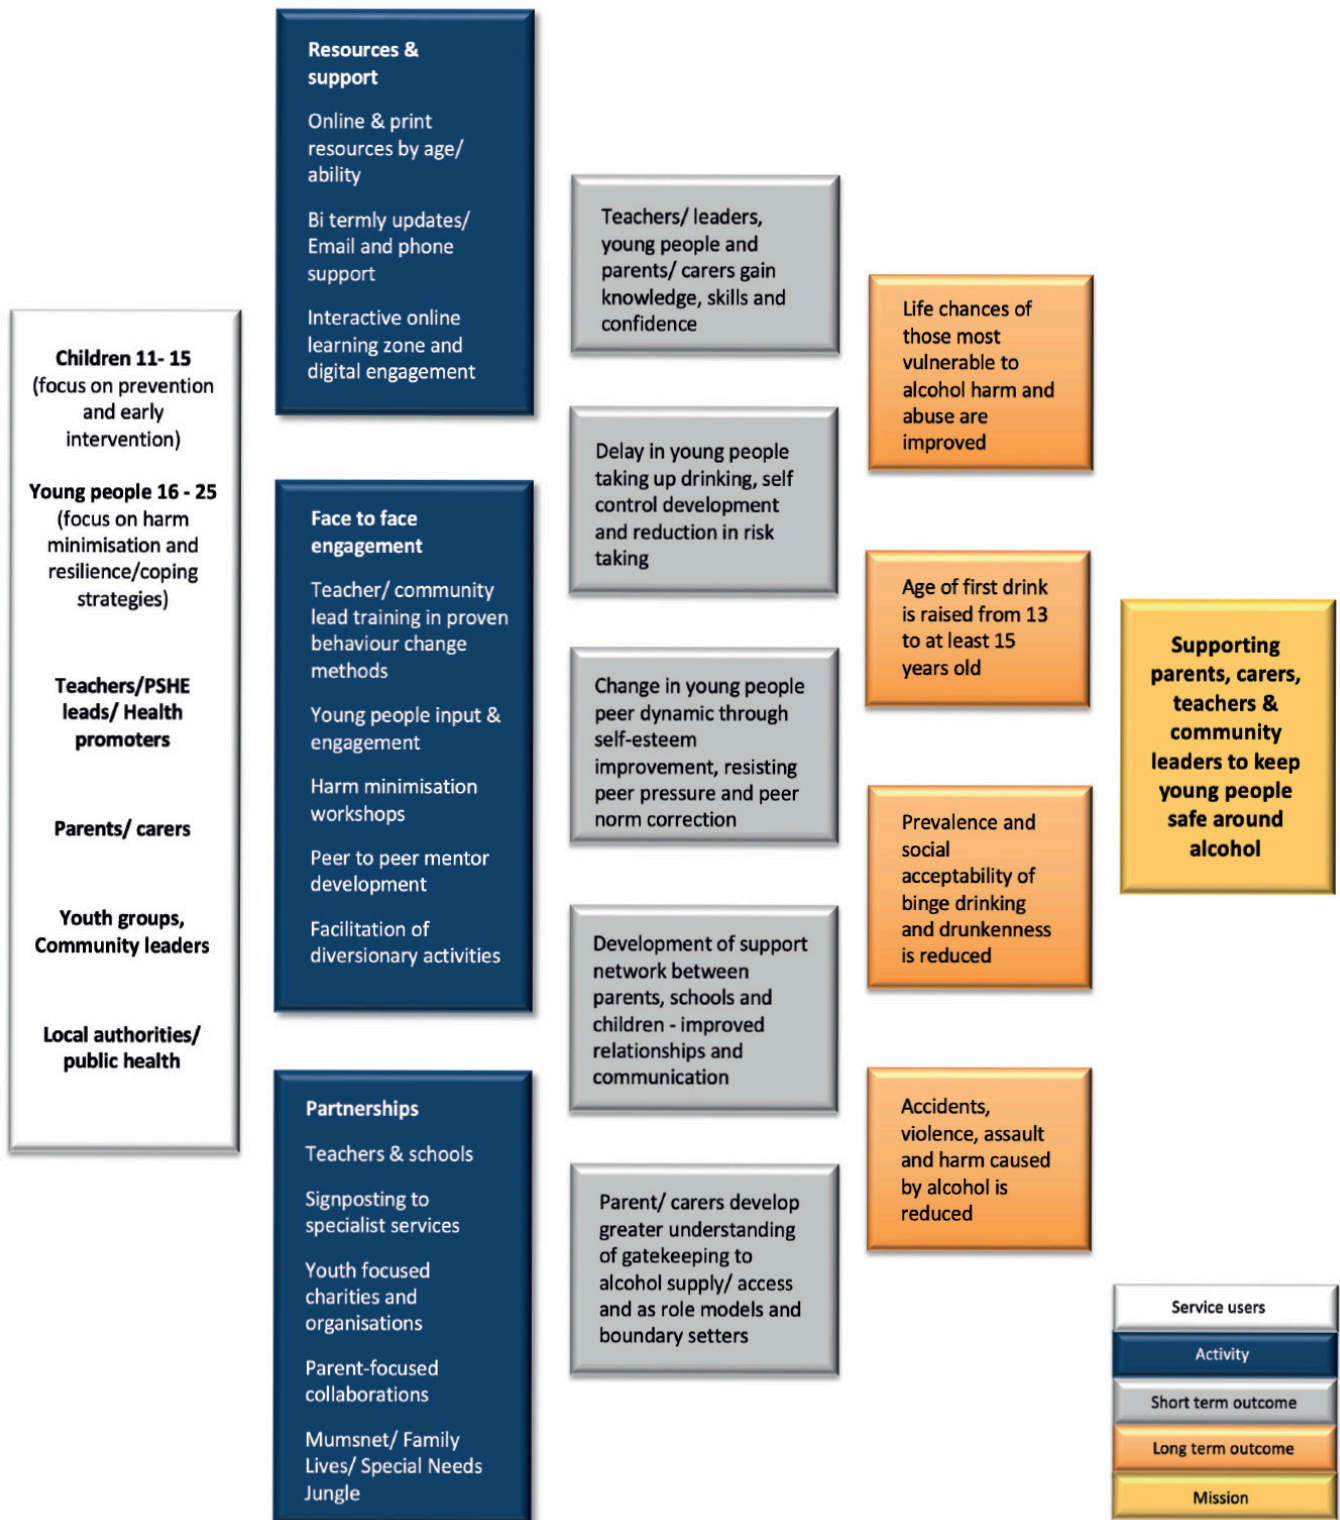 Children 11- 15
(focus on prevention
and early
intervention)
Young people 16 - 25
(focus on harm
minimisation and
resilience/coping
strategies)
Teachers/PSHE
leads/ Health
promoters
Parents/ carers
Youth groups,
Community leaders
Local authorities/
public health
Resources &
support
Online & print
resources by age/
ability
Bi termly updates/
Email and phone
support
Interactive online
learning zone and
digital engagement
Face to face
engagement
Teacher/ community
lead training in proven
behaviour change
methods
Young people input &
engagement
Harm minimisation
workshops
Peer to peer mentor
development
Facilitation of
diversionary activities
Partnerships
Teachers & schools
Signposting to
specialist services
Youth focused
charities and
organisations
Parent-focused
collaborations
Mumsnet/ Family
Lives/ Special Needs
Jungle
Teachers/ leaders,
young people and
parents/ carers gain
knowledge, skills and
confidence
Delay in young people
taking up drinking, self
control development
and reduction in risk
taking
Change in young people
peer dynamic through
self-esteem
improvement, resisting
peer pressure and peer
norm correction
Development of support
network between
parents, schools and
children - improved
relationships and
communication
Parent/ carers develop
greater understanding
of gatekeeping to
alcohol supply/ access
and as role models and
boundary setters
Life chances of
those most
vulnerable to
alcohol harm and
abuse are
improved
Age of first drink
is raised from 13
to at least 15
years old
Prevalence and
social
acceptability of
binge drinking
and drunkenness
is reduced
Accidents,
violence, assault
and harm caused
by alcohol is
reduced
Supporting
parents, carers,
teachers &
community
leaders to keep
young people
safe around
alcohol
Service users
Activity
Short term outcome
Long term outcome
Mission